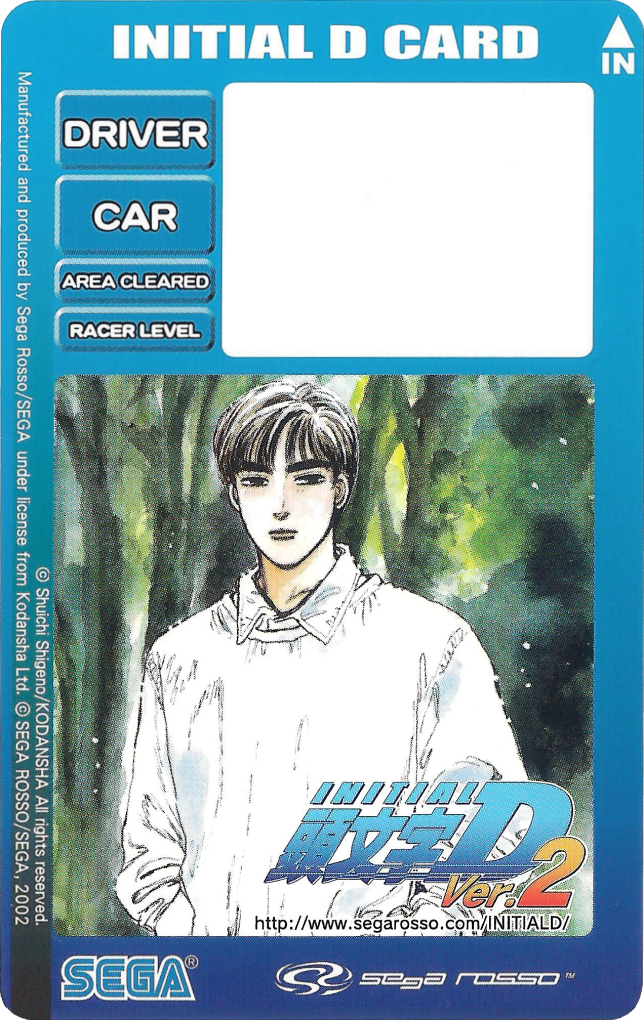 INITIAL D CARD
IN
DRIVER
CAR
AREA CLEARED
RACER LEVEL
Manufactured and produced by Sega Rosso/SEGA under license from Kodansha Ltd. © SEGA ROSSO/SEGA, 2002
© Shuichi Shigeno/KODANSHA All rights reserved.
INITIAL
頭文字D
Ver.2
http://www.segarosso.com/INITIALD/
SEGA®
sega rosso™